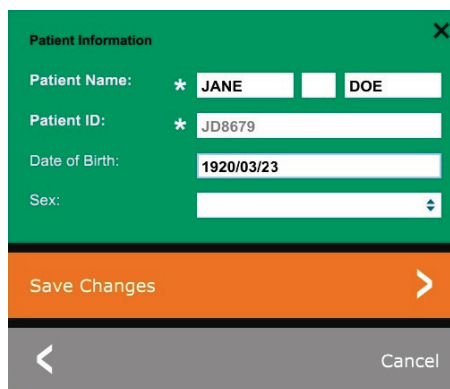 Patient Information
Patient Name: * JANE DOE
Patient ID: * JD8679
Date of Birth: 1920/03/23
Sex:
Save Changes
Cancel